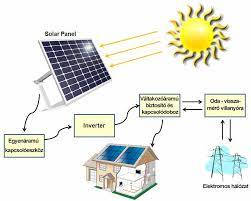 Solar Panel
Váltakozóáramú
biztosító és
kapcsolódoboz
Oda - vissza-
mérő villanyóra
Inverter
Egyenáramú
kapcsolóeszköz
Elektromos hálózat